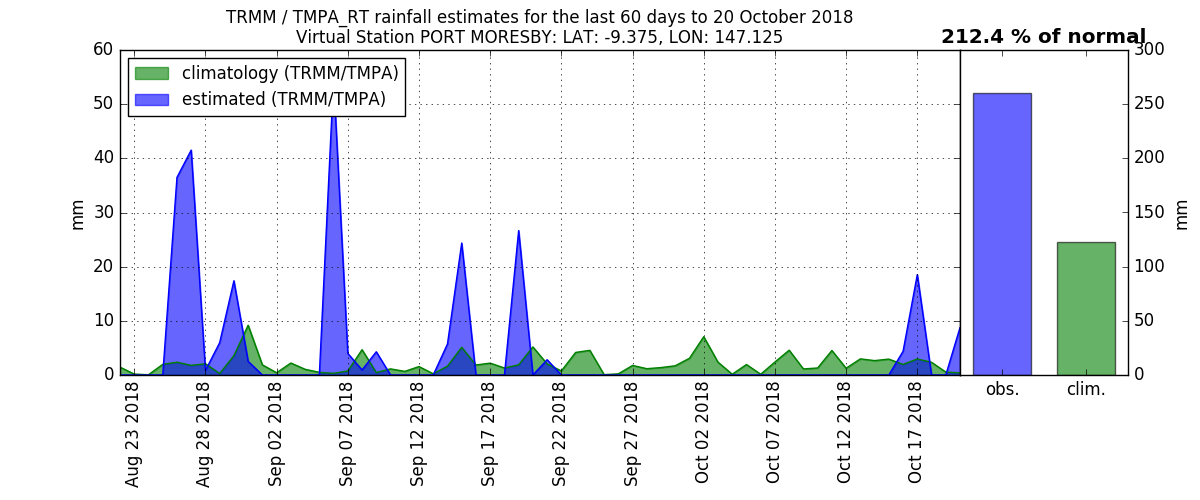 TRMM / TMPA_RT rainfall estimates for the last 60 days to 20 October 2018
Virtual Station PORT MORESBY: LAT: -9.375, LON: 147.125
212.4 % of normal
climatology (TRMM/TMPA)
estimated (TRMM/TMPA)
60
50
40
30
20
10
0
mm
300
250
200
150
100
50
0
mm
Aug 23 2018
Aug 28 2018
Sep 02 2018
Sep 07 2018
Sep 12 2018
Sep 17 2018
Sep 22 2018
Sep 27 2018
Oct 02 2018
Oct 07 2018
Oct 12 2018
Oct 17 2018
obs.
clim.